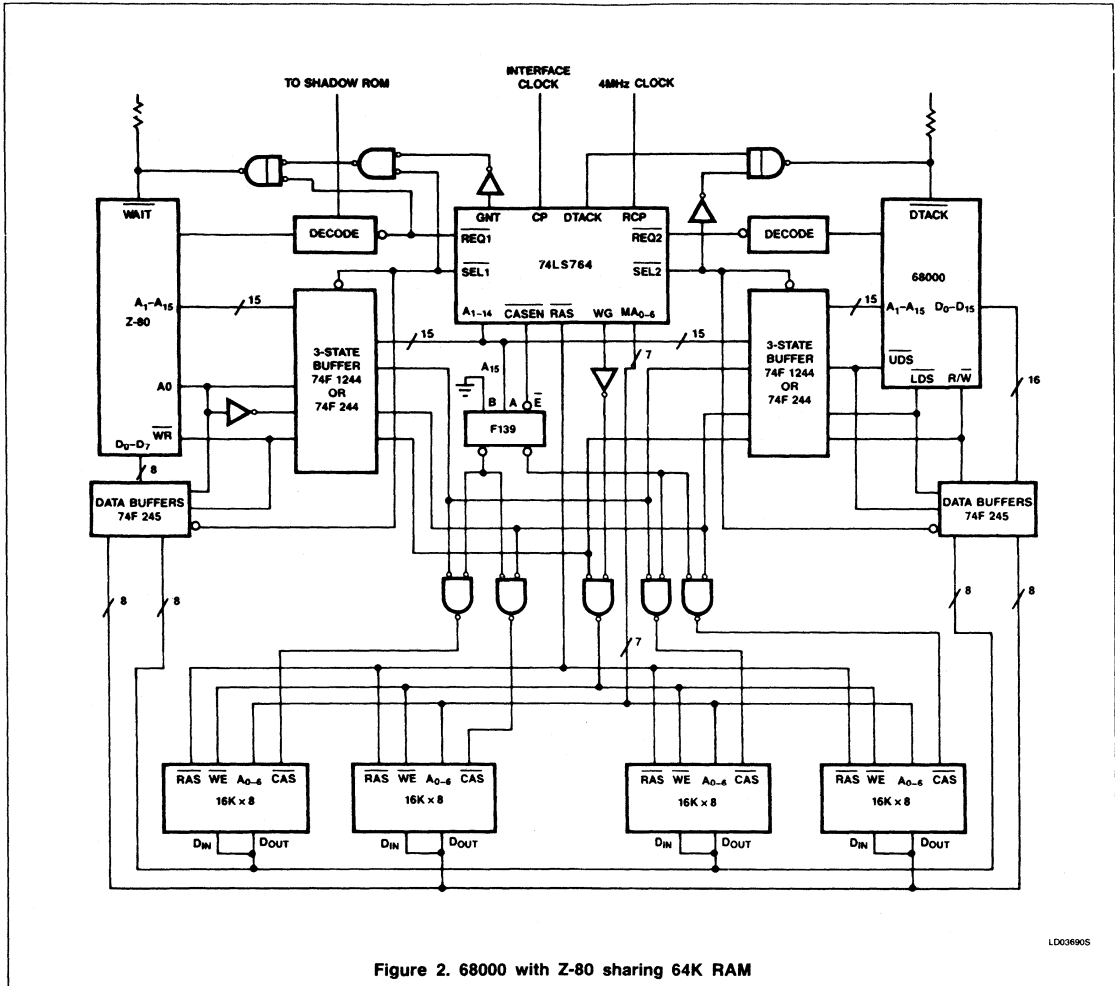 INTERFACE
CLOCK
TO SHADOW ROM
4MHz CLOCK
WAIT
GNT CP DTACK RCP
DTACK
DECODE
REQ1
REQ2
DECODE
74LS764
68000
SEL1
SEL2
A1–A15
15
A1–14 CASEN RAS WG MA0–6
15
A1–A15 D0–D15
Z-80
15
15
7
3-STATE
BUFFER
74F 1244
OR
74F 244
A15
3-STATE
BUFFER
74F 1244
OR
74F 244
UDS
LDS R/W
16
A0
B A E
F139
WR
D0–D7
8
DATA BUFFERS
74F 245
DATA BUFFERS
74F 245
8
8
8
8
7
RAS WE A0–6 CAS
16K × 8
RAS WE A0–6 CAS
16K × 8
RAS WE A0–6 CAS
16K × 8
RAS WE A0–6 CAS
16K × 8
DIN DOUT
DIN DOUT
DIN DOUT
DIN DOUT
LD03690S
Figure 2. 68000 with Z-80 sharing 64K RAM